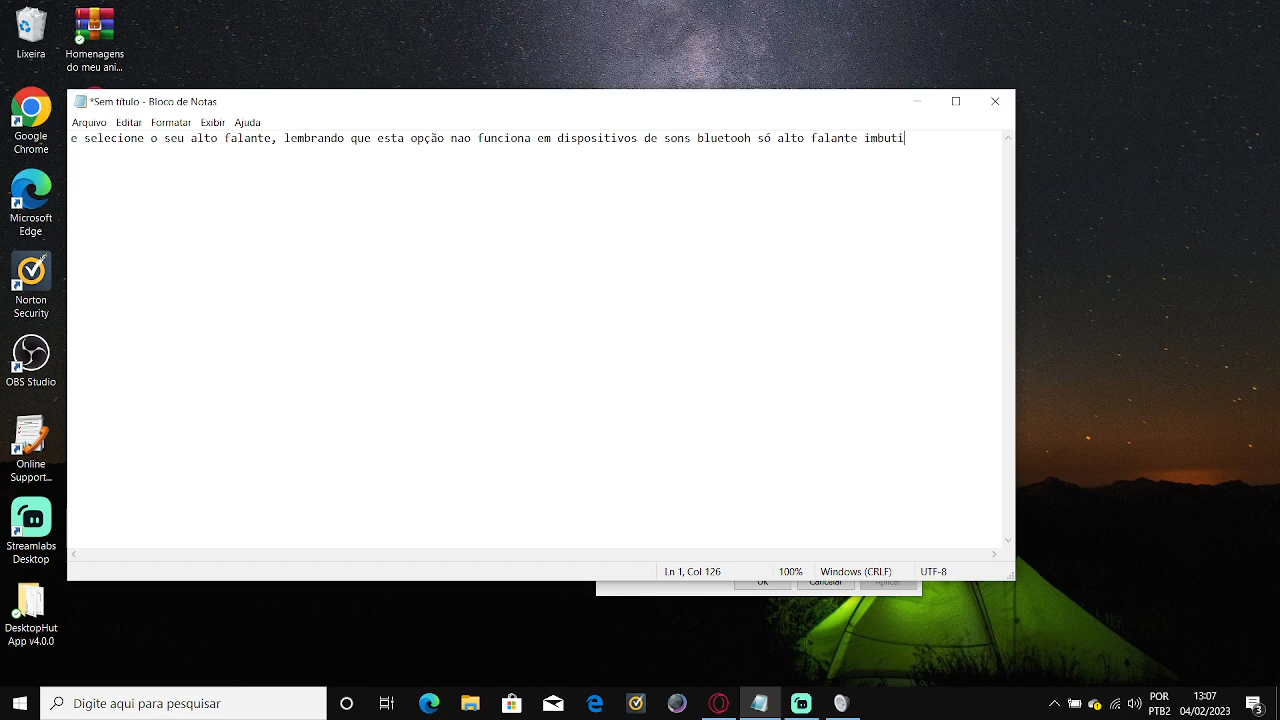 Lixeira
Homenagens
do meu ani...
*Sem título - Bloco de Notas
Arquivo Editar Formatar Exibir Ajuda
e selecione o seu alto falante, lembrando que esta opção nao funciona em dispositivos de sons bluetooh só alto falante imbuti
Google
Chrome
Microsoft
Edge
Norton
Security
OBS Studio
Online
Support...
Streamlabs
Desktop
DesktopHut
App v4.0.0
Ln 1, Col 126 100% Windows (CRLF) UTF-8
OK Cancelar Aplicar
Digite aqui para pesquisar
POR
PTB2
13:07
04/02/2023
3